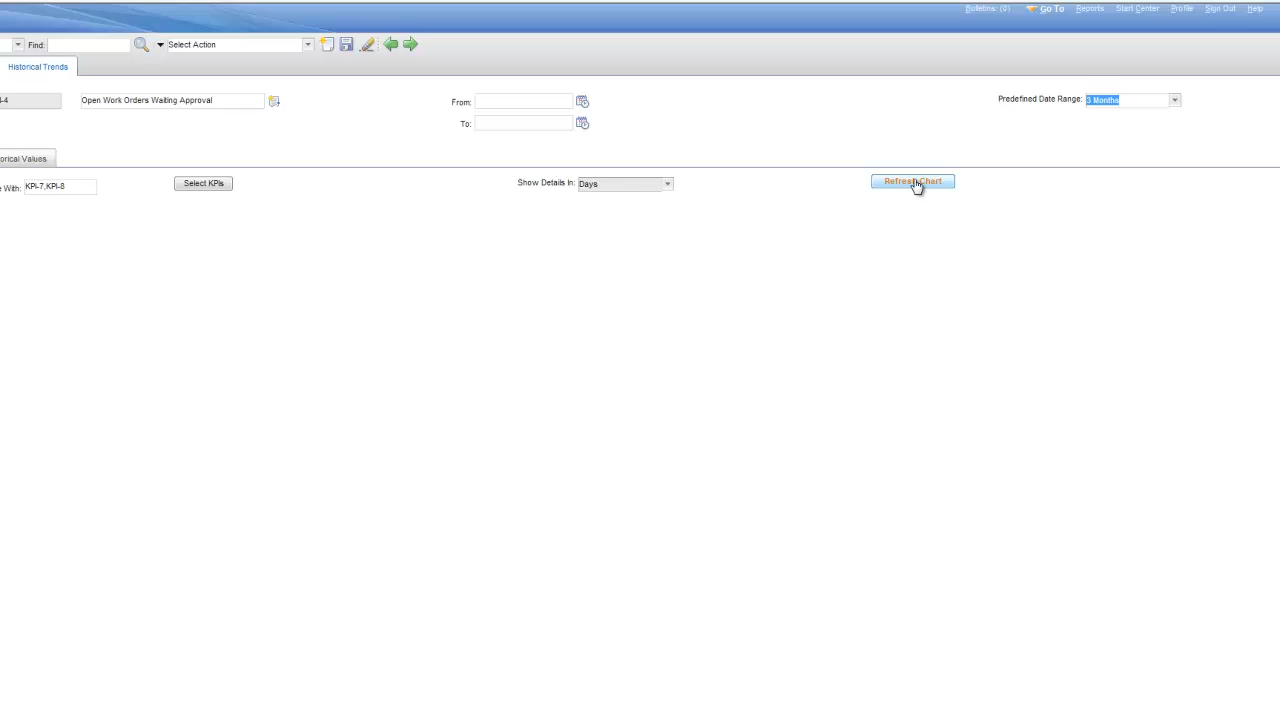 Bulletins: (0) Go To Reports Start Center Profile Sign Out Help
Find: Select Action
Historical Trends
-4 Open Work Orders Waiting Approval From: Predefined Date Range: 3 Months
To:
orical Values
e With: KPI-7,KPI-8 Select KPIs Show Details In: Days Refresh Chart